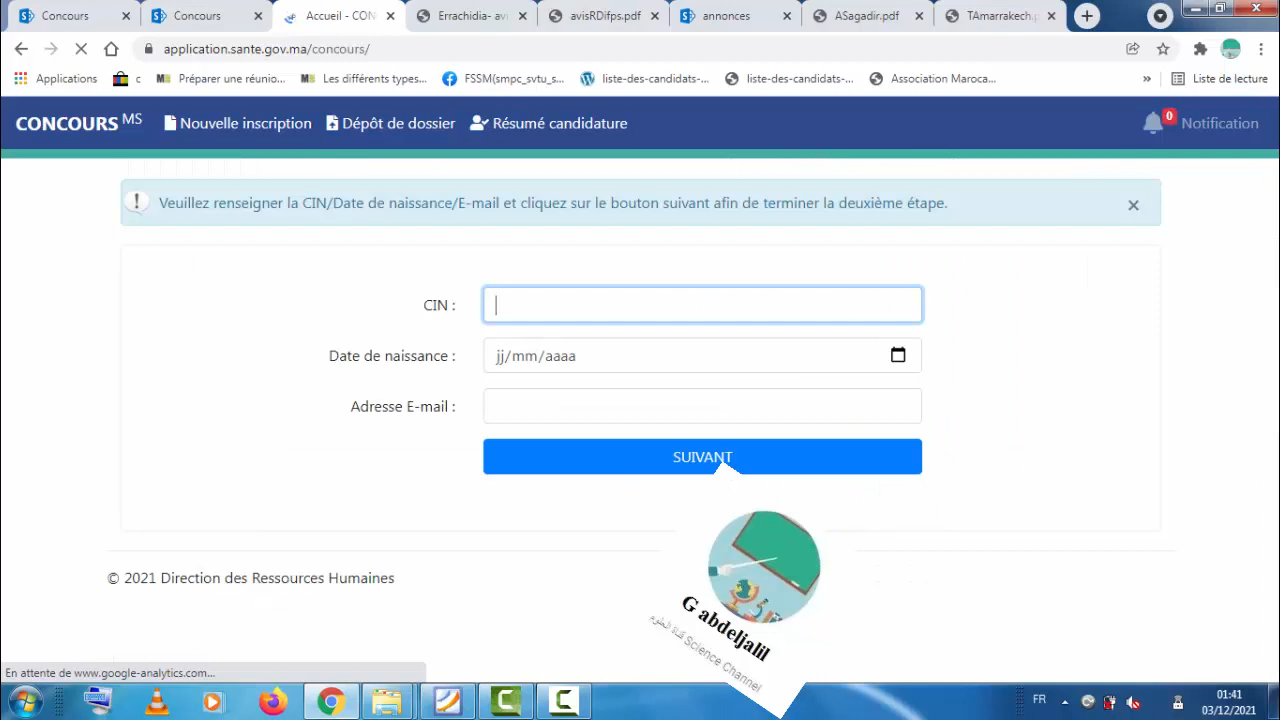 Concours
Concours
Accueil - CON
Errchidia- avi
avisRDifps.pdf
annonces
ASagadir.pdf
TAmarrakech.p
application.sante.gov.ma/concours/
Applications
c
Préparer une réunio...
Les différents types...
FSSM(smpc_svtu_s...
liste-des-candidats-...
liste-des-candidats-...
Association Maroca...
»
Liste de lecture
CONCOURS MS
Nouvelle inscription
Dépôt de dossier
Résumé candidature
0
Notification
Veuillez renseigner la CIN/Date de naissance/E-mail et cliquez sur le bouton suivant afin de terminer la deuxième étape.
CIN :
Date de naissance :
jj/mm/aaaa
Adresse E-mail :
SUIVANT
© 2021 Direction des Ressources Humaines
G abdeljalil
Science Channel
En attente de www.google-analytics.com...
FR
01:41
03/12/2021